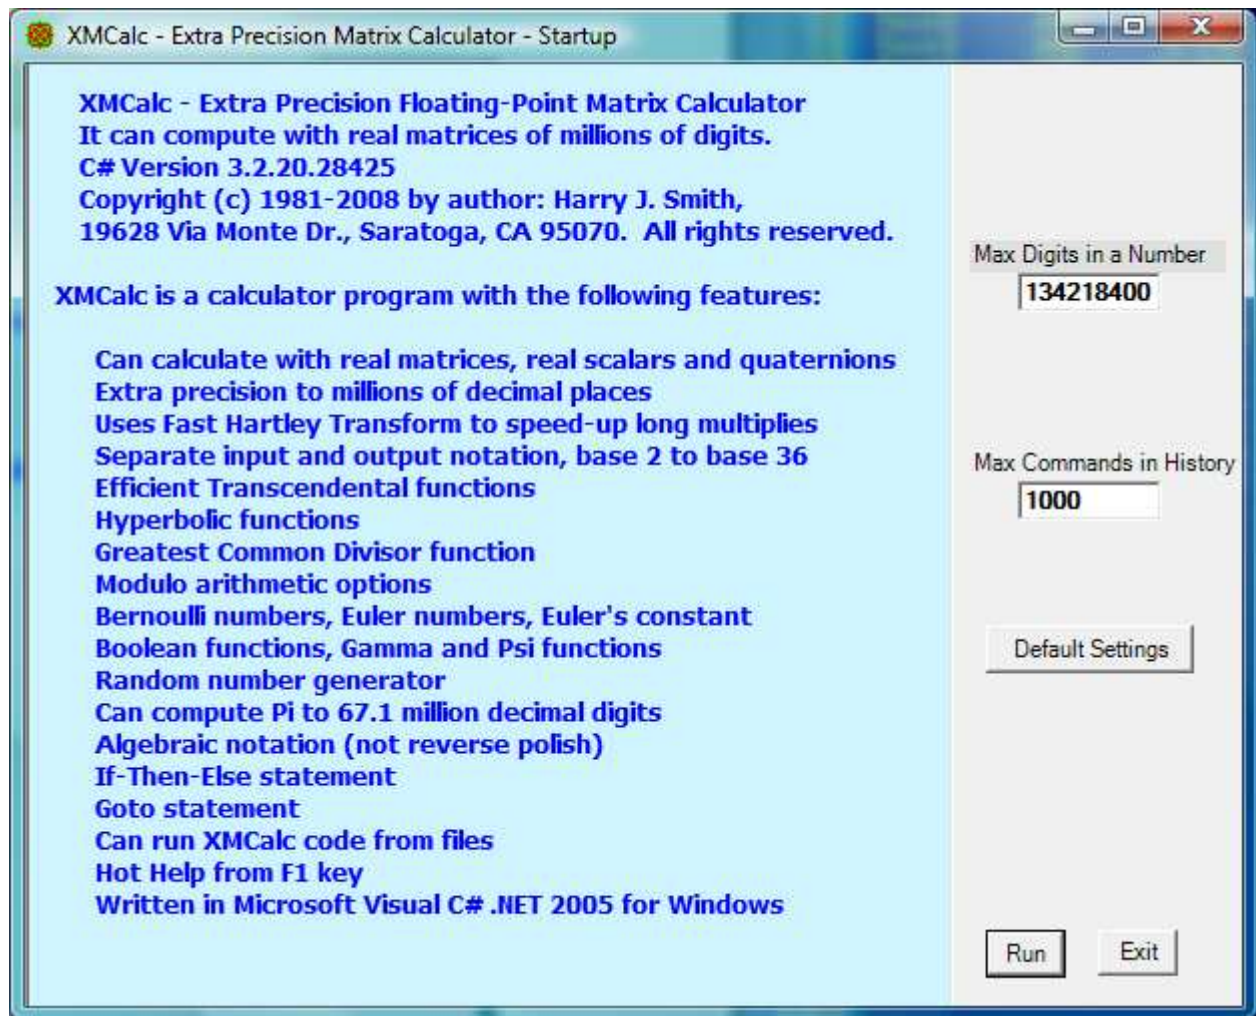 XMCalc - Extra Precision Matrix Calculator - Startup
XMCalc - Extra Precision Floating-Point Matrix Calculator
It can compute with real matrices of millions of digits.
C# Version 3.2.20.28425
Copyright (c) 1981-2008 by author: Harry J. Smith,
19628 Via Monte Dr., Saratoga, CA 95070.  All rights reserved.
XMCalc is a calculator program with the following features:
Can calculate with real matrices, real scalars and quaternions
Extra precision to millions of decimal places
Uses Fast Hartley Transform to speed-up long multiplies
Separate input and output notation, base 2 to base 36
Efficient Transcendental functions
Hyperbolic functions
Greatest Common Divisor function
Modulo arithmetic options
Bernoulli numbers, Euler numbers, Euler's constant
Boolean functions, Gamma and Psi functions
Random number generator
Can compute Pi to 67.1 million decimal digits
Algebraic notation (not reverse polish)
If-Then-Else statement
Goto statement
Can run XMCalc code from files
Hot Help from F1 key
Written in Microsoft Visual C# .NET 2005 for Windows
Max Digits in a Number
134218400
Max Commands in History
1000
Default Settings
Run
Exit